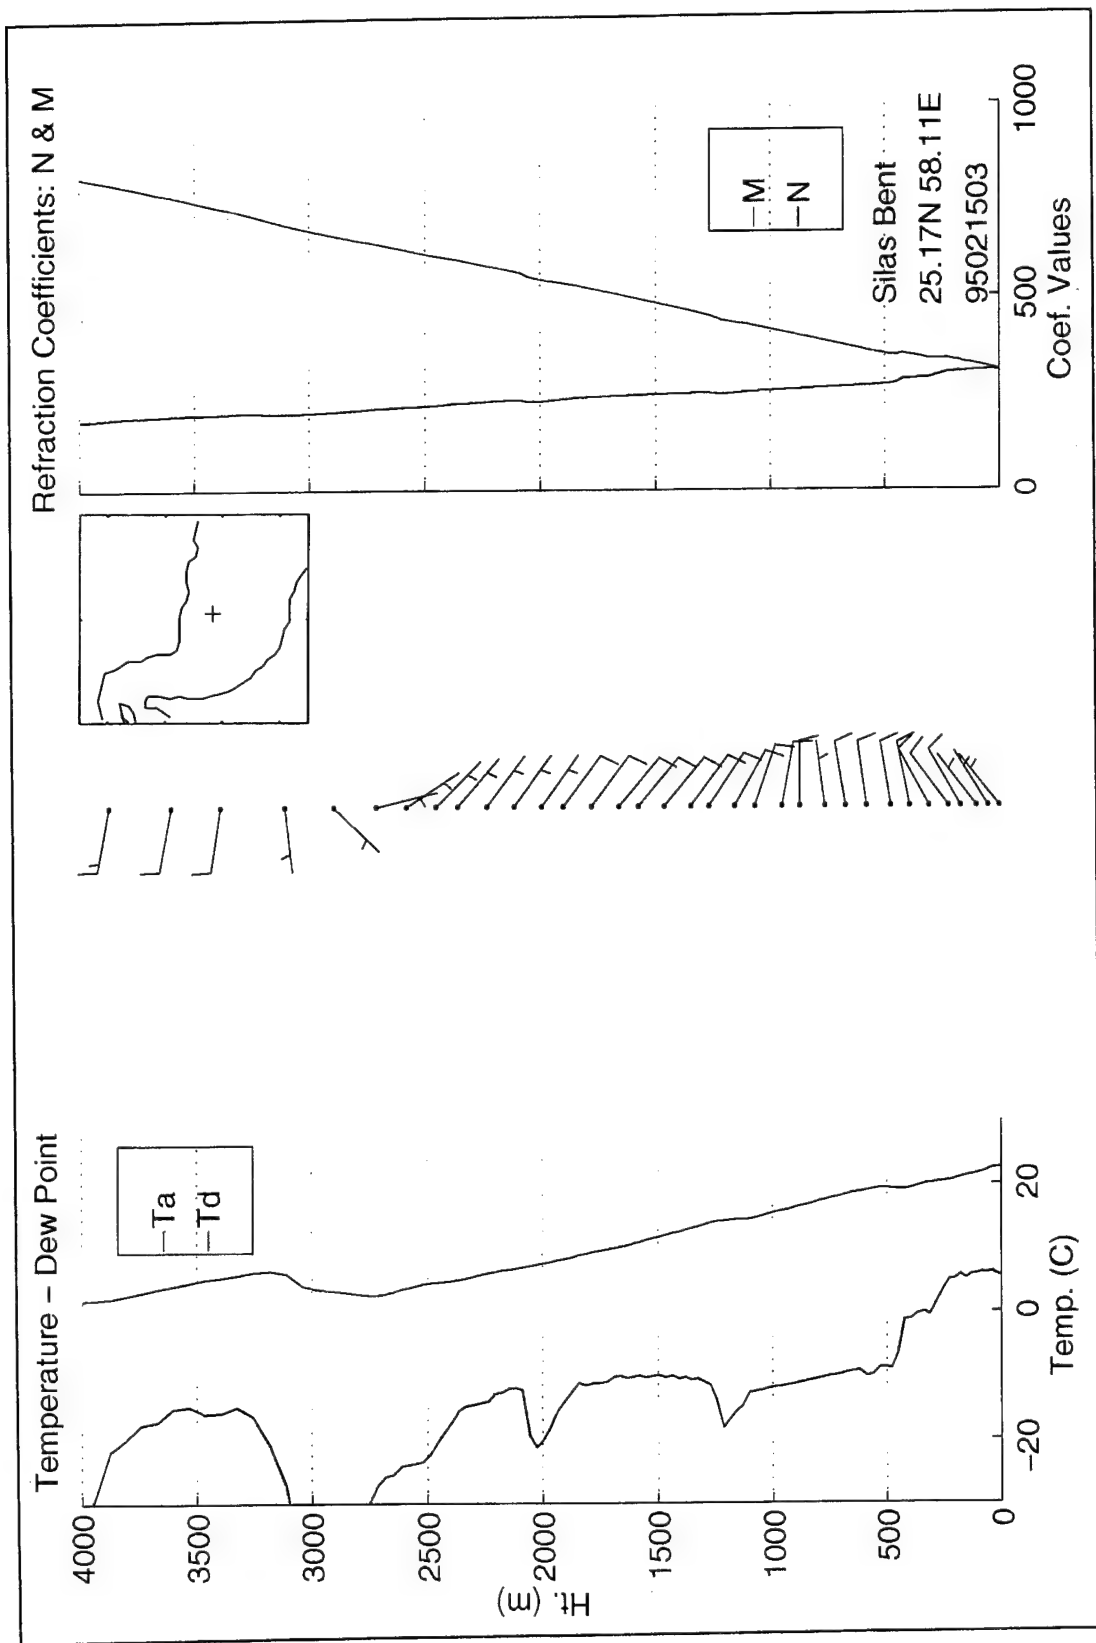 Temperature – Dew Point
Ta
Td
4000
3500
3000
2500
2000
1500
1000
500
0
Ht. (m)
−20
0
20
Temp. (C)
Refraction Coefficients: N & M
M
N
Silas Bent
25.17N 58.11E
95021503
0
500
1000
Coef. Values